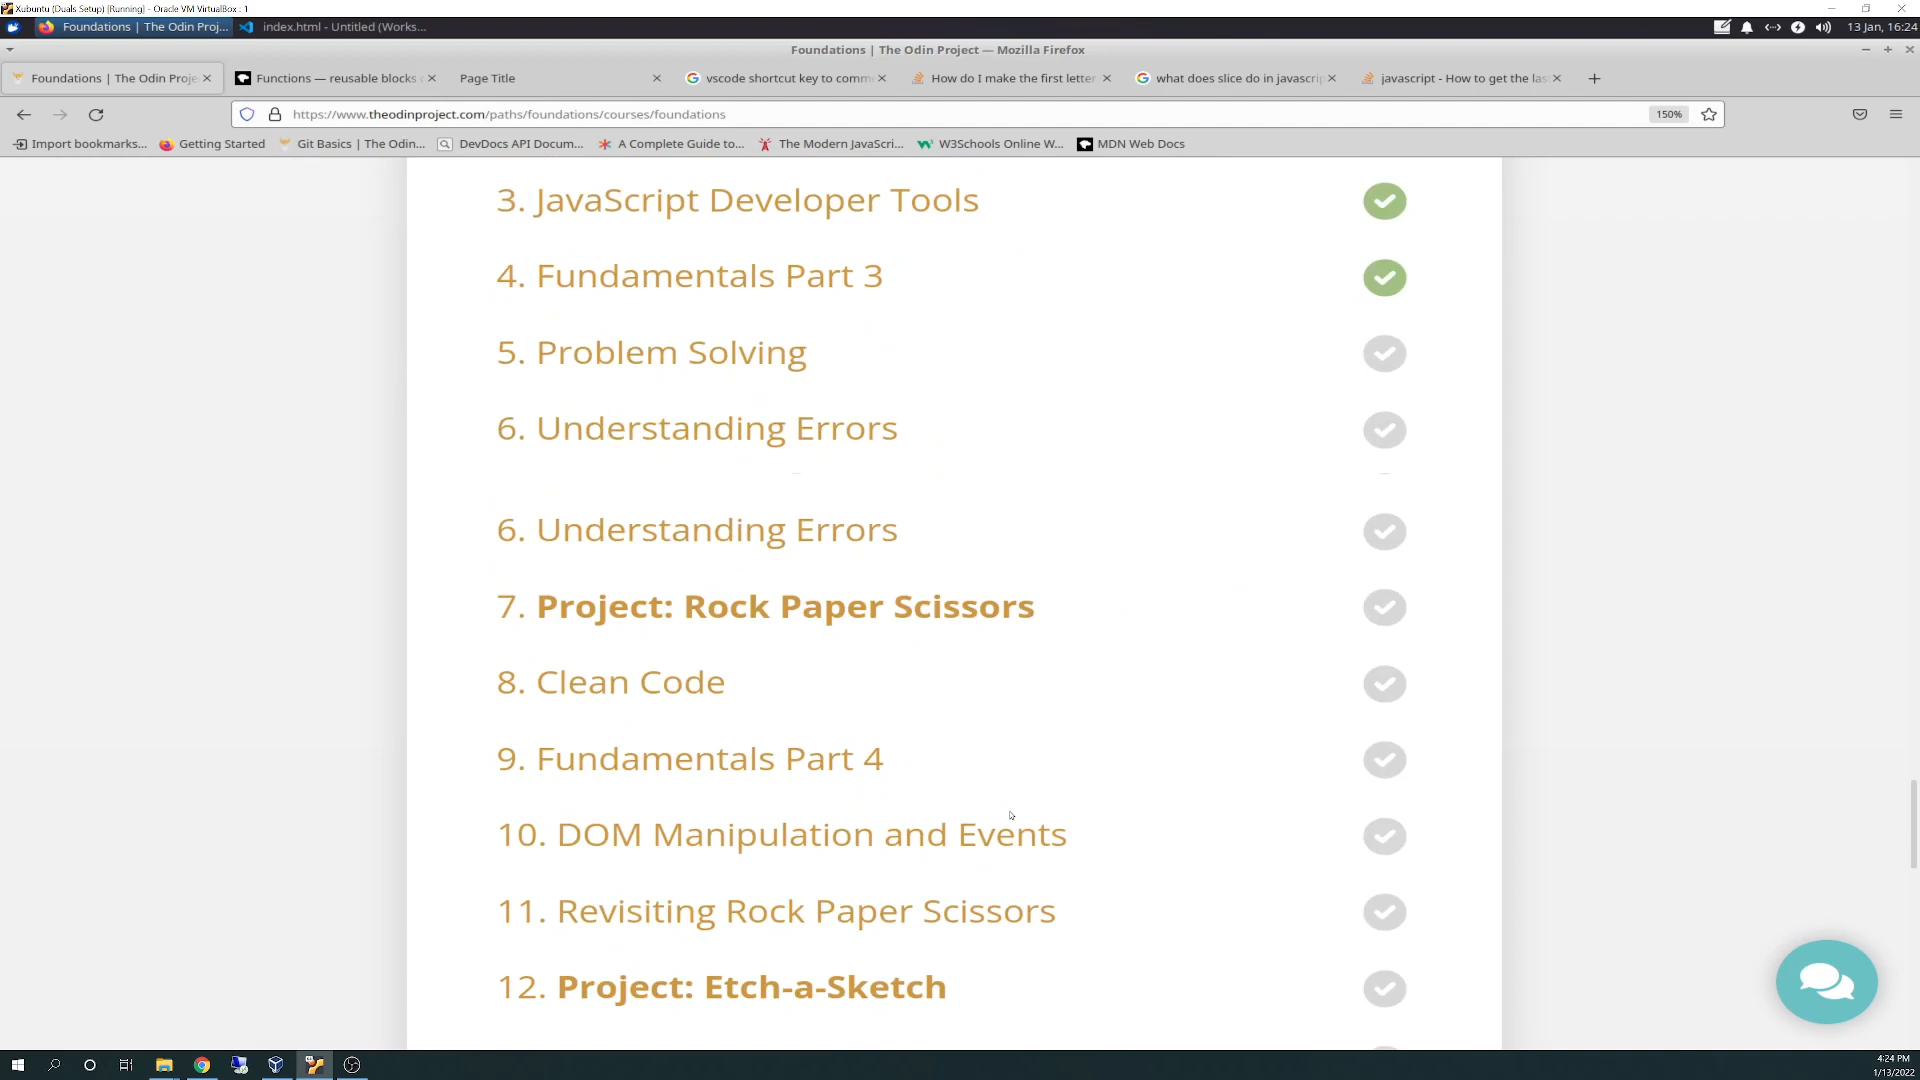 Xubuntu (Duals Setup) [Running] - Oracle VM VirtualBox : 1
Foundations | The Odin Proj...
index.html - Untitled (Works...
13 Jan, 16:24
Foundations | The Odin Project — Mozilla Firefox
Foundations | The Odin Proje
Functions — reusable blocks
Page Title
vscode shortcut key to comm
How do I make the first letter
what does slice do in javascrip
javascript - How to get the las
https://www.theodinproject.com/paths/foundations/courses/foundations
150%
Import bookmarks...
Getting Started
Git Basics | The Odin...
DevDocs API Docum...
A Complete Guide to...
The Modern JavaScri...
W3Schools Online W...
MDN Web Docs
3. JavaScript Developer Tools
4. Fundamentals Part 3
5. Problem Solving
6. Understanding Errors
6. Understanding Errors
7. Project: Rock Paper Scissors
8. Clean Code
9. Fundamentals Part 4
10. DOM Manipulation and Events
11. Revisiting Rock Paper Scissors
12. Project: Etch-a-Sketch
4:24 PM
1/13/2022